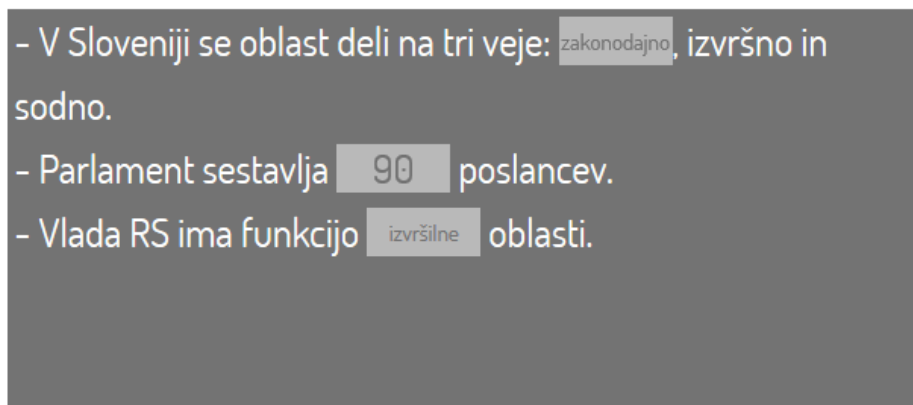 - V Sloveniji se oblast deli na tri veje: zakonodajno, izvršno in
sodno.
- Parlament sestavlja 90 poslancev.
- Vlada RS ima funkcijo izvršilne oblasti.